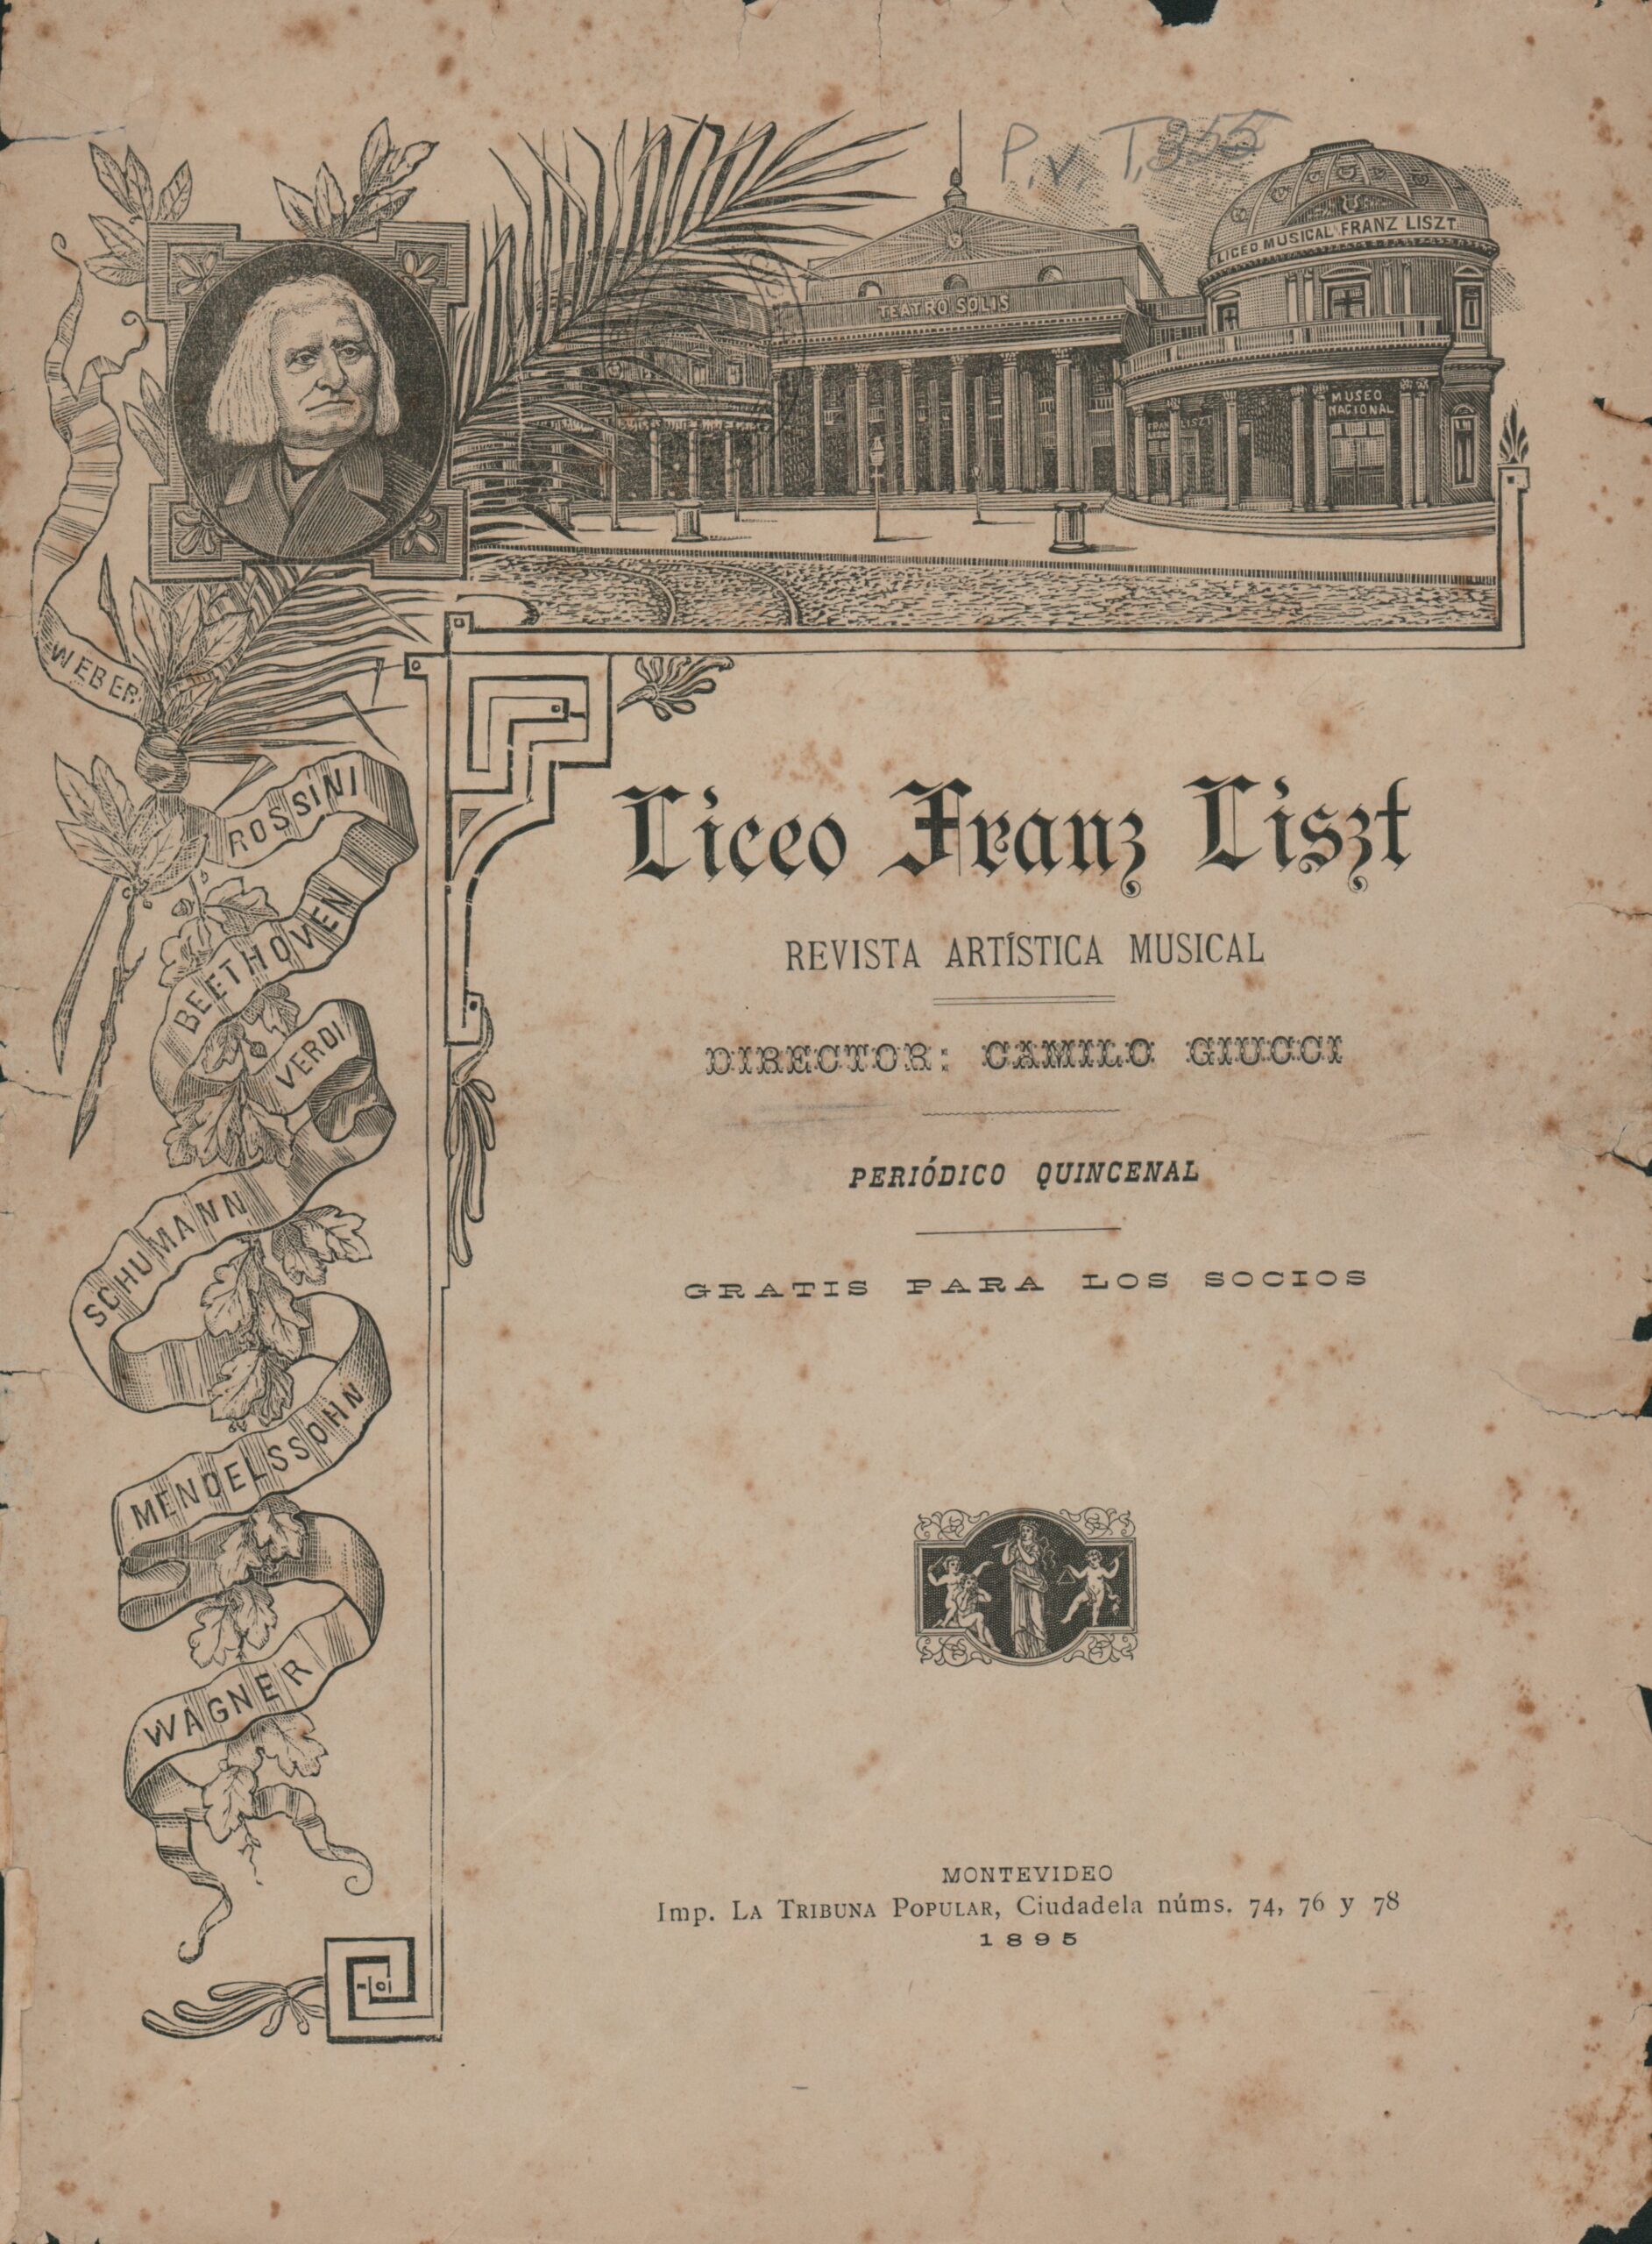 P.v T,355
LICEO MUSICAL FRANZ LISZT
TEATRO SOLIS
MUSEO
NACIONAL
FRANZ LISZT
WEBER
ROSSINI
BEETHOVEN
VERDI
SCHUMANN
MENDELSSOHN
WAGNER
Liceo Franz Liszt
REVISTA ARTÍSTICA MUSICAL
DIRECTOR: CAMILO GIUCCI
PERIÓDICO QUINCENAL
GRATIS PARA LOS SOCIOS
MONTEVIDEO
Imp. LA TRIBUNA POPULAR, Ciudadela núms. 74, 76 y 78
1895